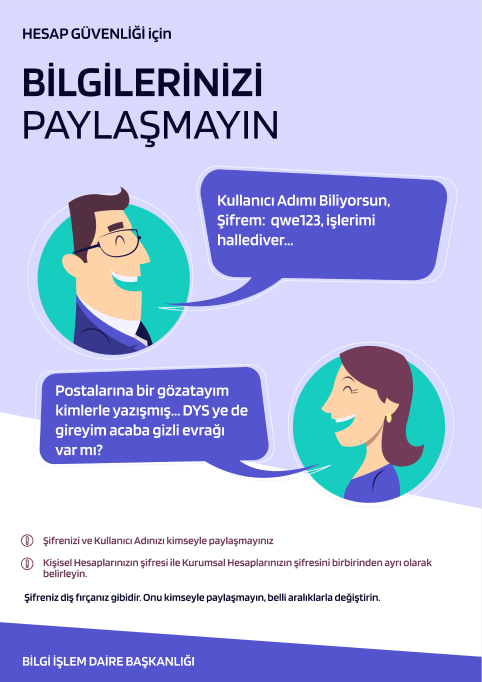 HESAP GÜVENLİĞİ için
BİLGİLERİNİZİ
PAYLAŞMAYIN
Kullanıcı Adımı Biliyorsun,
Şifrem: qwe123, işlerimi
hallediver...
Postalarına bir gözatayım
kimlerle yazışmış... DYS ye de
gireyim acaba gizli evrağı
var mı?
Şifrenizi ve Kullanıcı Adınızı kimseyle paylaşmayınız
Kişisel Hesaplarınızın şifresi ile Kurumsal Hesaplarınızın şifresini birbirinden ayrı olarak
belirleyin.
Şifreniz diş fırçanız gibidir. Onu kimseyle paylaşmayın, belli aralıklarla değiştirin.
BİLGİ İŞLEM DAİRE BAŞKANLIĞI